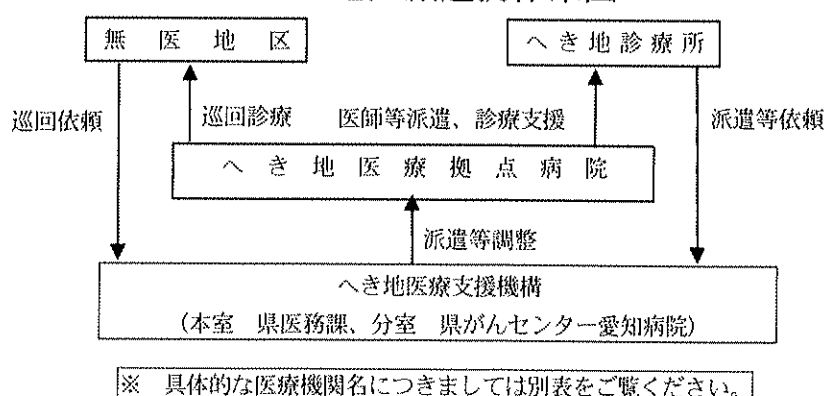 無医地区
へき地診療所
巡回依頼
巡回診療
医師等派遣、診療支援
派遣等依頼
へき地医療拠点病院
派遣等調整
へき地医療支援機構
(本室 県医務課、分室 県がんセンター愛知病院)
※ 具体的な医療機関名につきましては別表をご覧ください。